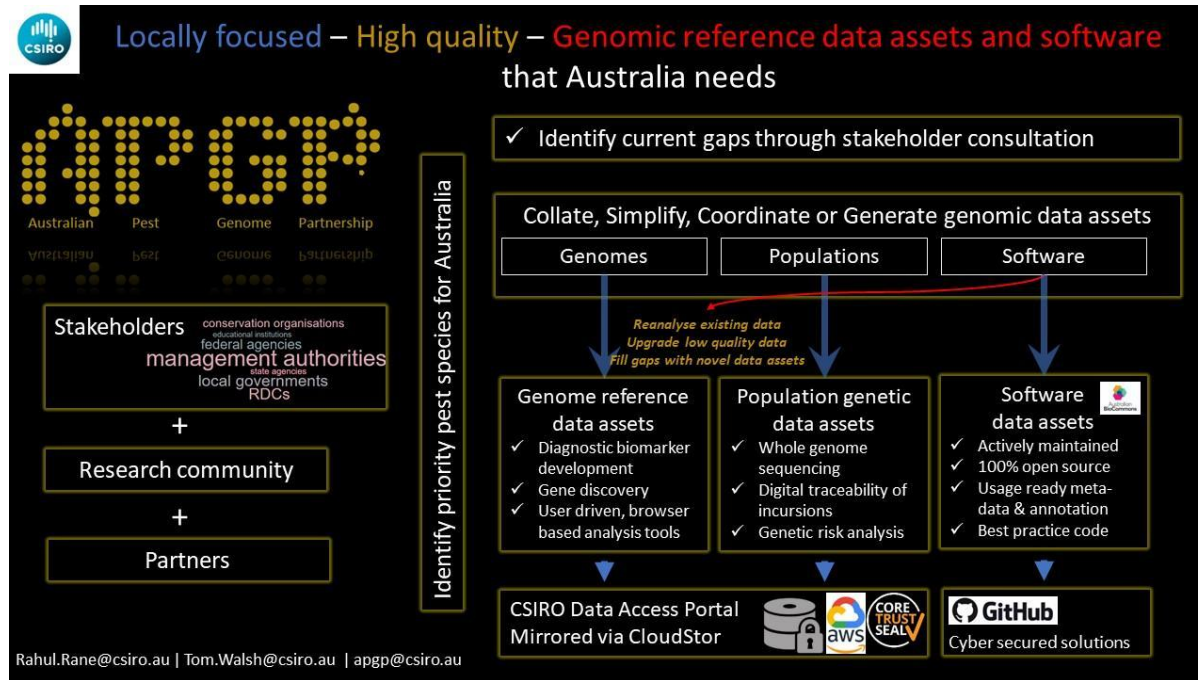 CSIRO
Locally focused – High quality – Genomic reference data assets and software
that Australia needs
APGP
Australian Pest Genome Partnership
Australian Pest Genome Partnership
Stakeholders
conservation organisations
educational institutions
federal agencies
management authorities
state agencies
local governments
RDCs
+
Research community
+
Partners
Rahul.Rane@csiro.au | Tom.Walsh@csiro.au | apgp@csiro.au
Identify priority pest species for Australia
✓ Identify current gaps through stakeholder consultation
Collate, Simplify, Coordinate or Generate genomic data assets
Genomes
Populations
Software
Reanalyse existing data
Upgrade low quality data
Fill gaps with novel data assets
Genome reference
data assets
✓ Diagnostic biomarker
development
✓ Gene discovery
✓ User driven, browser
based analysis tools
Population genetic
data assets
✓ Whole genome
sequencing
✓ Digital traceability of
incursions
✓ Genetic risk analysis
Software
data assets
Australian
BioCommons
✓ Actively maintained
✓ 100% open source
✓ Usage ready meta-
data & annotation
✓ Best practice code
CSIRO Data Access Portal
Mirrored via CloudStor
aws
CORE
TRUST
SEAL
GitHub
Cyber secured solutions